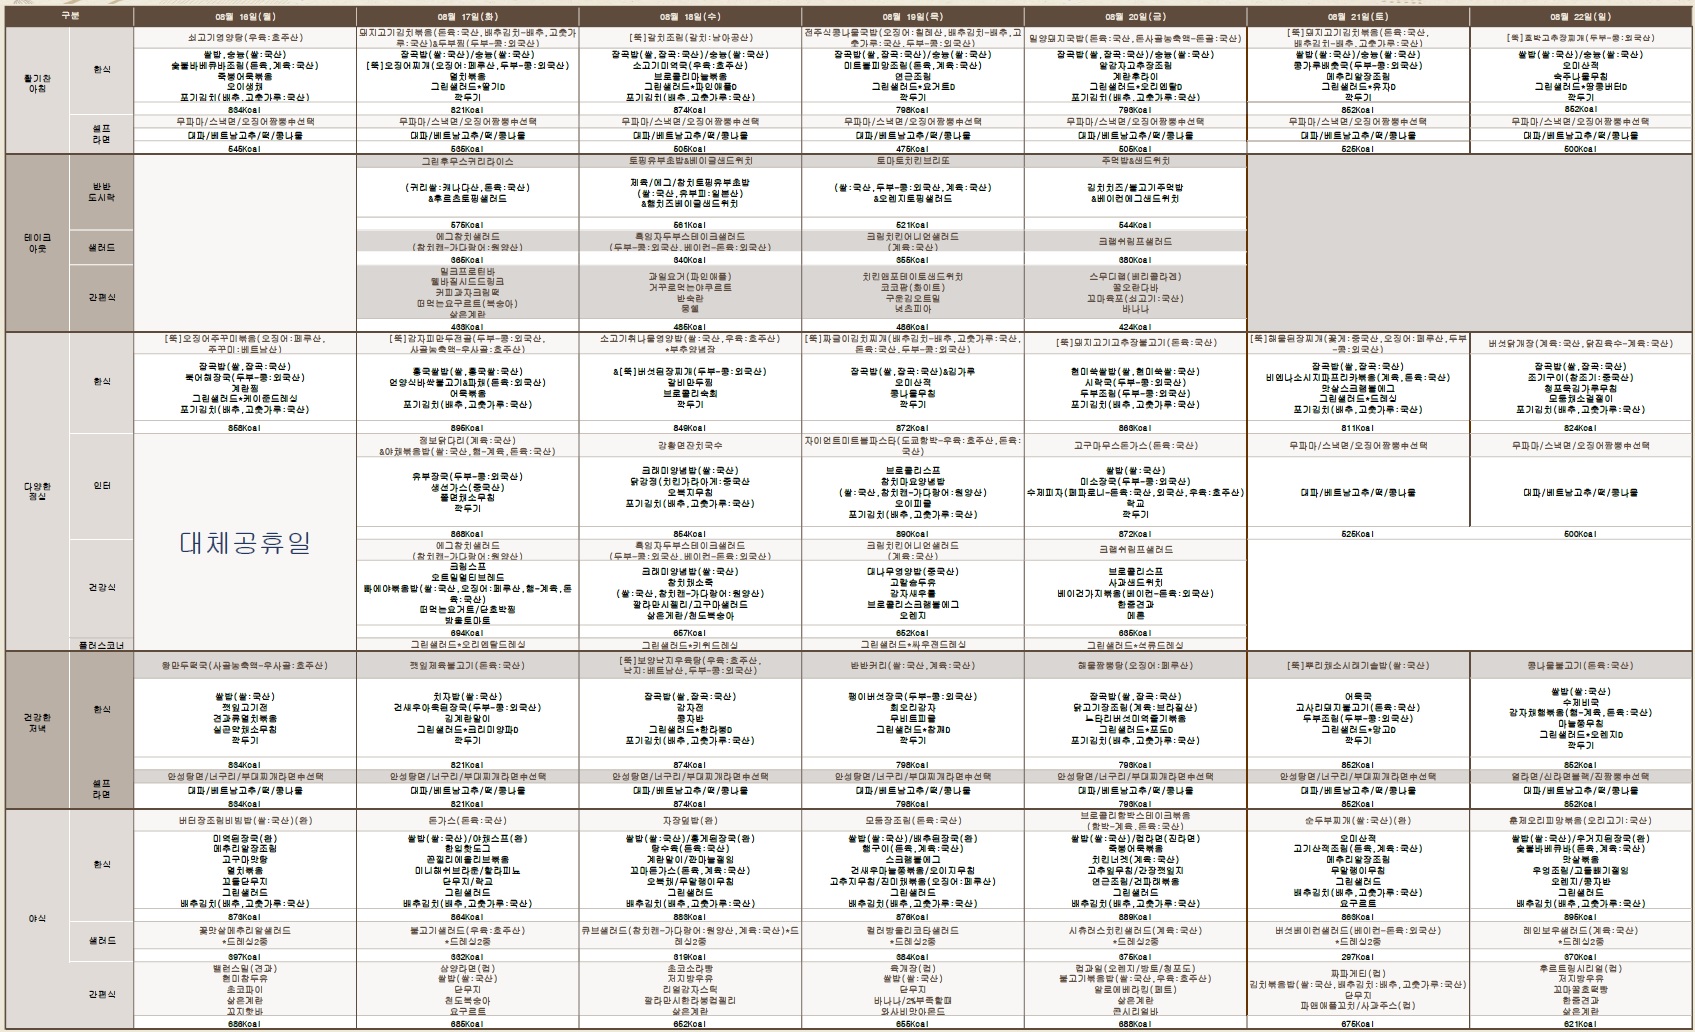 구분 08월 16일(월) 08월 17일(화) 08월 18일(수) 08월 19일(목) 08월 20일(금) 08월 21일(토) 08월 22일(일)
활기찬 아침
한식
쇠고기영양탕(우육:호주산)
쌀밥,숭늉(쌀:국산)
숯불바베큐바조림(돈육,계육:국산)
죽봉어묵볶음
오이생채
포기김치(배추,고춧가루:국산)
834Kcal
돼지고기김치볶음(돈육:국산,배추김치-배추,고춧가루:국산)&두부찜(두부-콩:외국산)
잡곡밥(쌀,잡곡:국산)/숭늉(쌀:국산)
[뚝]오징어찌개(오징어:페루산,두부-콩:외국산)
멸치볶음
그린샐러드*딸기D
깍두기
821Kcal
[뚝]갈치조림(갈치:남아공산)
잡곡밥(쌀,잡곡:국산)/숭늉(쌀:국산)
소고기미역국(우육:호주산)
브로콜리마늘볶음
그린샐러드*파인애플D
포기김치(배추,고춧가루:국산)
874Kcal
전주식콩나물국밥(오징어:칠레산,배추김치-배추,고춧가루:국산,두부-콩:외국산)
잡곡밥(쌀,잡곡:국산)/숭늉(쌀:국산)
미트볼피망조림(돈육,계육:국산)
연근조림
그린샐러드*요거트D
깍두기
798Kcal
밀양돼지국밥(돈육:국산,돈사골농축액-돈골:국산)
잡곡밥(쌀,잡곡:국산)/숭늉(쌀:국산)
알감자고추장조림
계란후라이
그린샐러드*오리엔탈D
깍두기
798Kcal
[뚝]돼지고기김치볶음(돈육:국산,
배추김치-배추,고춧가루:국산)
쌀밥(쌀:국산)/숭늉(쌀:국산)
콩가루배춧국(두부-콩:외국산)
메추리알장조림
그린샐러드*유자D
깍두기
852Kcal
[뚝]호박고추장찌개(두부-콩:외국산)
쌀밥(쌀:국산)/숭늉(쌀:국산)
오미산적
숙주나물무침
그린샐러드*땅콩버터D
깍두기
852Kcal
셀프 라면
무파마/스낵면/오징어짬뽕中선택
대파/베트남고추/떡/콩나물
545Kcal
무파마/스낵면/오징어짬뽕中선택
대파/베트남고추/떡/콩나물
535Kcal
무파마/스낵면/오징어짬뽕中선택
대파/베트남고추/떡/콩나물
505Kcal
무파마/스낵면/오징어짬뽕中선택
대파/베트남고추/떡/콩나물
475Kcal
무파마/스낵면/오징어짬뽕中선택
대파/베트남고추/떡/콩나물
505Kcal
무파마/스낵면/오징어짬뽕中선택
대파/베트남고추/떡/콩나물
525Kcal
무파마/스낵면/오징어짬뽕中선택
대파/베트남고추/떡/콩나물
500Kcal
테이크 아웃
반반 도시락
그린후무스커리라이스
(커리쌀:캐나다산,돈육:국산)
&후르츠토핑샐러드
575Kcal
토핑유부초밥&베이글샌드위치
제육/에그/참치토핑유부초밥
(쌀:국산,유부피:일본산)
&햄치즈베이글샌드위치
561Kcal
토마토치킨브리또
(쌀:국산,두부-콩:외국산,계육:국산)
&오렌지토핑샐러드
521Kcal
주먹밥&샌드위치
김치치즈/불고기주먹밥
&베이컨에그샌드위치
544Kcal
샐러드
에그참치샐러드
(참치캔-가다랑어:원양산)
365Kcal
흑임자두부스테이크샐러드
(두부-콩:외국산,베이컨-돈육:외국산)
340Kcal
크림치킨어니언샐러드
(계육:국산)
355Kcal
크랩쉬림프샐러드
380Kcal
간편식
밀크프로틴바
웰바질시드드링크
커피과자크림떡
떠먹는요구르트(복숭아)
삶은계란
468Kcal
과일요거(파인애플)
거꾸로먹는야쿠르트
반숙란
몽쉘
485Kcal
치킨앤포테이토샌드위치
코코팜(화이트)
구운김오트밀
넛츠피아
486Kcal
스무디랩(베리콜라겐)
꿀오란다바
꼬마육포(쇠고기:국산)
바나나
424Kcal
다양한 점심
한식
[뚝]오징어주꾸미볶음(오징어:페루산,
주꾸미:베트남산)
잡곡밥(쌀,잡곡:국산)
북어해장국(두부-콩:외국산)
계란찜
그린샐러드*케이준드레싱
포기김치(배추,고춧가루:국산)
858Kcal
[뚝]감자피만두전골(두부-콩:외국산,
사골농축액-우사골:호주산)
홍국쌀밥(쌀,홍국쌀:국산)
언양식바싹불고기&파채(돈육:국산)
어묵볶음
포기김치(배추,고춧가루:국산)
895Kcal
소고기취나물영양밥(쌀:국산,우육:호주산)
*부추양념장
&[뚝]버섯된장찌개(두부-콩:외국산)
갈비만두찜
브로콜리숙회
깍두기
849Kcal
[뚝]짜글이김치찌개(배추김치-배추,고춧가루:국산,
돈육:국산,두부-콩:외국산)
잡곡밥(쌀,잡곡:국산)&김가루
오미산적
콩나물무침
깍두기
872Kcal
[뚝]돼지고기고추장불고기(돈육:국산)
현미쑥쌀밥(쌀,현미쑥쌀:국산)
시락국(두부-콩:외국산)
두부조림(두부-콩:외국산)
포기김치(배추,고춧가루:국산)
863Kcal
[뚝]해물된장찌개(꽃게:중국산,오징어:페루산,두부-콩:외국산)
잡곡밥(쌀,잡곡:국산)
비엔나소시지파프리카볶음(계육,돈육:국산)
맛살스크램블에그
그린샐러드*드레싱
포기김치(배추,고춧가루:국산)
811Kcal
버섯닭개장(계육:국산,닭진육수-계육:국산)
잡곡밥(쌀,잡곡:국산)
조기구이(참조기:중국산)
청포묵김가루무침
모둠채소겉절이
포기김치(배추,고춧가루:국산)
824Kcal
인터
점보닭다리(계육:국산)
&야채볶음밥(쌀:국산,햄-계육,돈육:국산)
유부장국(두부-콩:외국산)
생선가스(중국산)
쫄면채소무침
깍두기
868Kcal
강황면잔치국수
크래미양념밥(쌀:국산)
닭강정(치킨가라아게:중국산
오복지무침
포기김치(배추,고춧가루:국산)
854Kcal
자이언트미트볼파스타(도쿄함박-우육:호주산,돈육:국산)
브로콜리스프
참치마요양념밥
(쌀:국산,참치캔-가다랑어:원양산)
오이피클
포기김치(배추,고춧가루:국산)
890Kcal
고구마무스돈가스(돈육:국산)
쌀밥(쌀:국산)
미소장국(두부-콩:외국산)
수제피자(페파로니-돈육:국산,외국산,우육:호주산)
락교
깍두기
872Kcal
무파마/스낵면/오징어짬뽕中선택
대파/베트남고추/떡/콩나물
525Kcal
무파마/스낵면/오징어짬뽕中선택
대파/베트남고추/떡/콩나물
500Kcal
대체공휴일
건강식
에그참치샐러드
(참치캔-가다랑어:원양산)
크림스프
오트밀멀티브레드
빠에야볶음밥(쌀:국산,오징어:페루산,햄-계육,돈육:국산)
떠먹는요거트/단호박찜
방울토마토
694Kcal
흑임자두부스테이크샐러드
(두부-콩:외국산,베이컨-돈육:외국산)
크래미양념밥(쌀:국산)
참치채소죽
(쌀:국산,참치캔-가다랑어:원양산)
깔라만시젤리/고구마샐러드
삶은계란/천도복숭아
657Kcal
크림치킨어니언샐러드
(계육:국산)
대나무영양밥(중국산)
고칼슘두유
감자새우롤
브로콜리스크램블에그
오렌지
652Kcal
크랩쉬림프샐러드
브로콜리스프
사과샌드위치
베이컨가지볶음(베이컨-돈육:외국산)
한줌견과
메론
635Kcal
플러스코너
그린샐러드*오리엔탈드레싱
그린샐러드*키위드레싱
그린샐러드*싸우전드레싱
그린샐러드*석류드레싱
건강한 저녁
한식
왕만두떡국(사골농축액-우사골:호주산)
쌀밥(쌀:국산)
깻잎고기전
견과류멸치볶음
실곤약채소무침
깍두기
834Kcal
깻잎제육불고기(돈육:국산)
치자밥(쌀:국산)
건새우아욱된장국(두부-콩:외국산)
김계란말이
그린샐러드*크리미양파D
깍두기
821Kcal
[뚝]보양낙지우육탕(우육:호주산,
낙지:베트남산,두부-콩:외국산)
잡곡밥(쌀,잡곡:국산)
감자전
콩자반
그린샐러드*한라봉D
포기김치(배추,고춧가루:국산)
874Kcal
반반커리(쌀:국산,계육:국산)
팽이버섯장국(두부-콩:외국산)
회오리감자
무비트피클
그린샐러드*참깨D
깍두기
798Kcal
해물짬뽕탕(오징어:페루산)
잡곡밥(쌀,잡곡:국산)
닭고기장조림(계육:브라질산)
느타리버섯미역줄기볶음
그린샐러드*포도D
포기김치(배추,고춧가루:국산)
798Kcal
[뚝]뿌리채소시래기솥밥(쌀:국산)
어묵국
고사리돼지불고기(돈육:국산)
두부조림(두부-콩:외국산)
그린샐러드*망고D
깍두기
852Kcal
콩나물불고기(돈육:국산)
쌀밥(쌀:국산)
수제비국
감자채햄볶음(햄-계육,돈육:국산)
마늘쫑무침
그린샐러드*오렌지D
깍두기
852Kcal
셀프 라면
안성탕면/너구리/부대찌개라면中선택
대파/베트남고추/떡/콩나물
834Kcal
안성탕면/너구리/부대찌개라면中선택
대파/베트남고추/떡/콩나물
821Kcal
안성탕면/너구리/부대찌개라면中선택
대파/베트남고추/떡/콩나물
874Kcal
안성탕면/너구리/부대찌개라면中선택
대파/베트남고추/떡/콩나물
798Kcal
안성탕면/너구리/부대찌개라면中선택
대파/베트남고추/떡/콩나물
798Kcal
안성탕면/너구리/부대찌개라면中선택
대파/베트남고추/떡/콩나물
852Kcal
열라면/신라면블랙/진짬뽕中선택
대파/베트남고추/떡/콩나물
852Kcal
야식
한식
버터장조림비빔밥(쌀:국산)(완)
미역된장국(완)
메추리알장조림
고구마맛탕
멸치볶음
꼬들단무지
그린샐러드
배추김치(배추,고춧가루:국산)
873Kcal
돈가스(돈육:국산)
쌀밥(쌀:국산)/야채스프(완)
한입핫도그
꼰낄리에올리브볶음
미니해쉬브라운/할라피뇨
단무지/락교
그린샐러드
배추김치(배추,고춧가루:국산)
864Kcal
자장덮밥(완)
쌀밥(쌀:국산)/홍게된장국(완)
탕수육(돈육:국산)
계란말이/깐마늘절임
꼬마돈가스(돈육,계육:국산)
오복채/무말랭이무침
그린샐러드
배추김치(배추,고춧가루:국산)
883Kcal
모둠장조림(돈육:국산)
쌀밥(쌀:국산)/배추된장국(완)
햄구이(돈육,계육:국산)
스크램블에그
건새우마늘쫑볶음/오이지무침
고추지무침/진미채볶음(오징어:페루산)
그린샐러드
배추김치(배추,고춧가루:국산)
876Kcal
브로콜리함박스테이크볶음
(함박-계육,돈육:국산)
쌀밥(쌀:국산)/컵라면(진라면)
죽봉어묵볶음
치킨너겟(계육:국산)
고추잎무침/간장깻잎지
연근조림/건파래볶음
그린샐러드
배추김치(배추,고춧가루:국산)
889Kcal
순두부찌개(쌀:국산)(완)
오미산적
고기산적조림(돈육,계육:국산)
메추리알장조림
무말랭이무침
그린샐러드
배추김치(배추,고춧가루:국산)
요구르트
863Kcal
훈제오리피망볶음(오리고기:국산)
쌀밥(쌀:국산)/우거지된장국(완)
숯불바베큐바(돈육,계육:국산)
맛살볶음
우엉조림/고들빼기절임
오렌지/콩자반
그린샐러드
배추김치(배추,고춧가루:국산)
895Kcal
샐러드
꽃맛살메추리알샐러드
*드레싱2종
397Kcal
불고기샐러드(우육:호주산)
*드레싱2종
332Kcal
큐브샐러드(참치캔-가다랑어:원양산,계육:국산)*드레싱2종
319Kcal
컬러방울리코타샐러드
*드레싱2종
384Kcal
시츄러스치킨샐러드(계육:국산)
*드레싱2종
375Kcal
버섯베이컨샐러드(베이컨-돈육:외국산)
*드레싱2종
297Kcal
레인보우샐러드(계육:국산)
*드레싱2종
370Kcal
간편식
밸런스밀(견과)
현미참두유
초코파이
삶은계란
꼬지핫바
686Kcal
삼양라면(컵)
쌀밥(쌀:국산)
단무지
천도복숭아
요구르트
685Kcal
초코소라빵
저지방우유
리얼감자스틱
깔라만시한라봉컵젤리
삶은계란
652Kcal
육개장(컵)
쌀밥(쌀:국산)
단무지
바나나/2%부족할때
와사비맛아몬드
655Kcal
컵과일(오렌지/방토/청포도)
불고기볶음밥(쌀:국산,우육:호주산)
알로에베라킹(페트)
삶은계란
콘시리얼바
688Kcal
짜파게티(컵)
김치볶음밥(쌀:국산,배추김치-배추,고춧가루:국산)
단무지
파인애플꼬치/사과주스(컵)
675Kcal
후르트링시리얼(컵)
저지방우유
꼬마꿀호떡빵
한줌견과
삶은계란
621Kcal